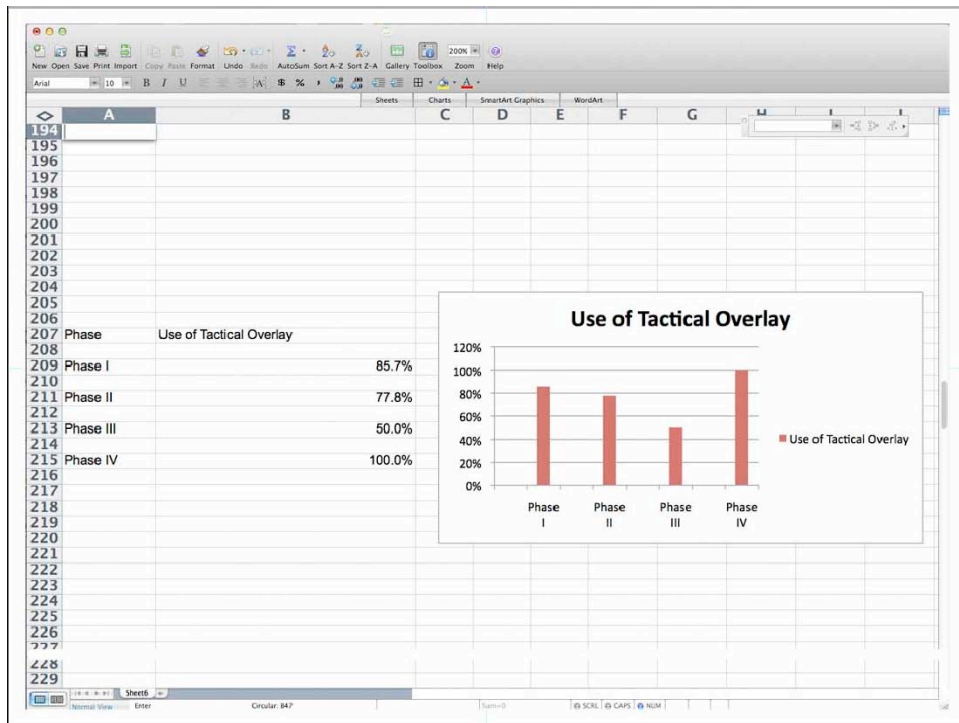 New Open Save Print Import Copy Paste Format Undo Redo AutoSum Sort A-Z Sort Z-A Gallery Toolbox Zoom Help
200%
Arial 10 B I U A $ % ,
Sheets Charts SmartArt Graphics WordArt
A B C D E F G H I J
194
195
196
197
198
199
200
201
202
203
204
205
206
207 Phase Use of Tactical Overlay
208
209 Phase I 85.7%
210
211 Phase II 77.8%
212
213 Phase III 50.0%
214
215 Phase IV 100.0%
216
217
218
219
220
221
222
223
224
225
226
227
228
229
Use of Tactical Overlay
120%
100%
80%
60%
40%
20%
0%
Phase I
Phase II
Phase III
Phase IV
Use of Tactical Overlay
Sheet6
Normal View Enter Circular: B47 Sum=0 SCRL CAPS NUM